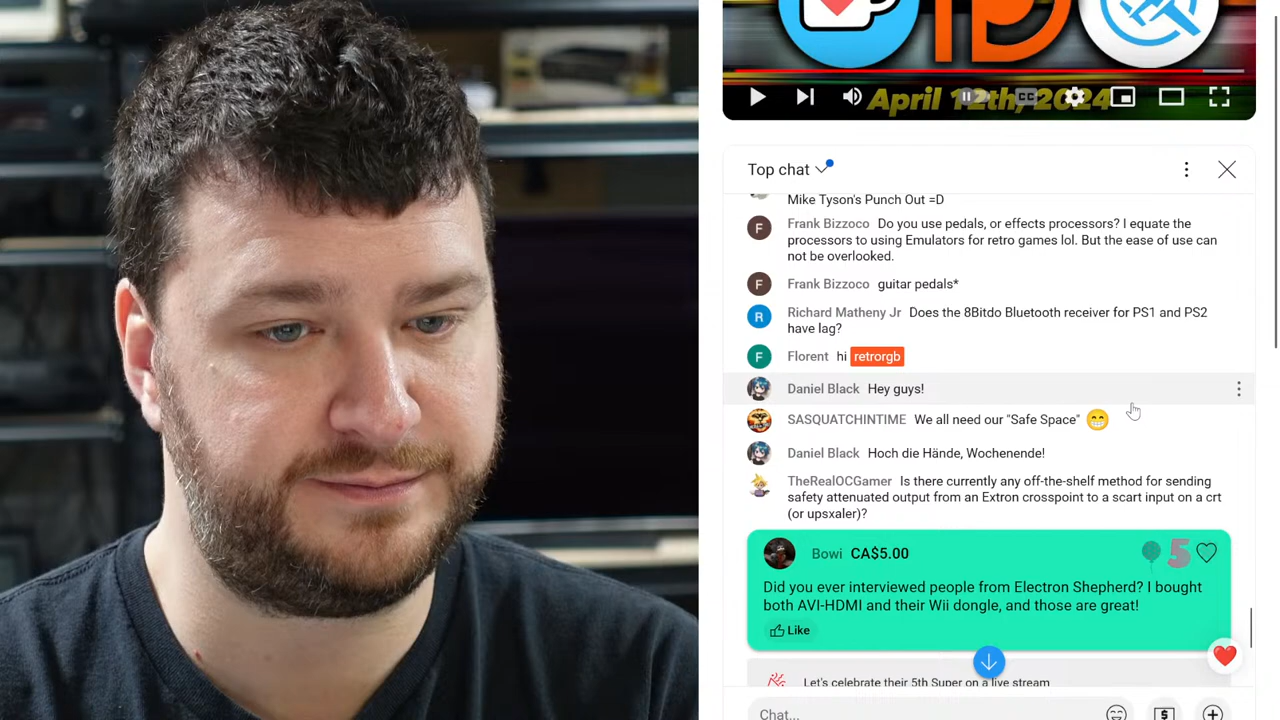 April 12th, 2024
Top chat
Mike Tyson's Punch Out =D
Frank Bizzoco Do you use pedals, or effects processors? I equate the
processors to using Emulators for retro games lol. But the ease of use can
not be overlooked.
F
Frank Bizzoco guitar pedals*
F
Richard Matheny Jr Does the 8Bitdo Bluetooth receiver for PS1 and PS2
have lag?
R
Florent hi retrorgb
F
Daniel Black Hey guys!
SASQUATCHINTIME We all need our "Safe Space" 😁
Daniel Black Hoch die Hände, Wochenende!
TheRealOCGamer Is there currently any off-the-shelf method for sending
safety attenuated output from an Extron crosspoint to a scart input on a crt
(or upsxaler)?
Bowi CA$5.00
5
Did you ever interviewed people from Electron Shepherd? I bought
both AVI-HDMI and their Wii dongle, and those are great!
Like
Let's celebrate their 5th Super on a live stream
Chat...
$